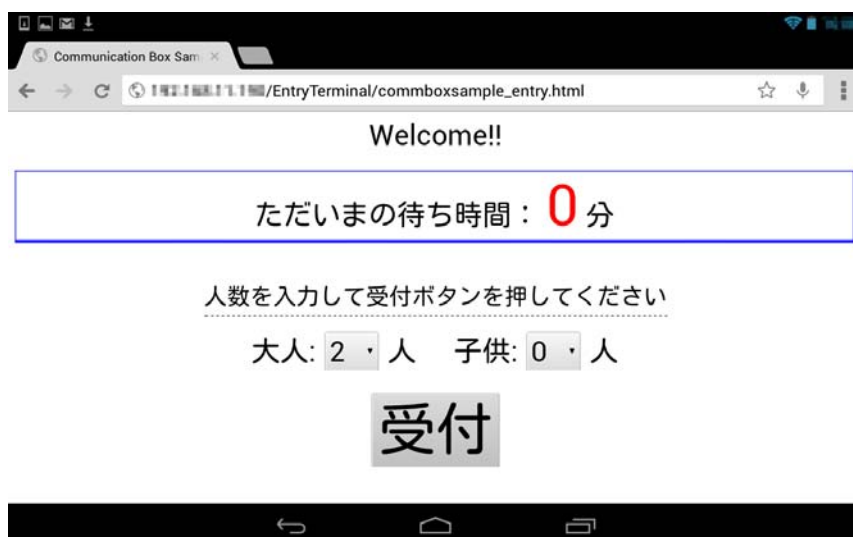 Communication Box Sam
/EntryTerminal/commboxsample_entry.html
Welcome!!
ただいまの待ち時間： 0 分
人数を入力して受付ボタンを押してください
大人: 2 人 子供: 0 人
受付